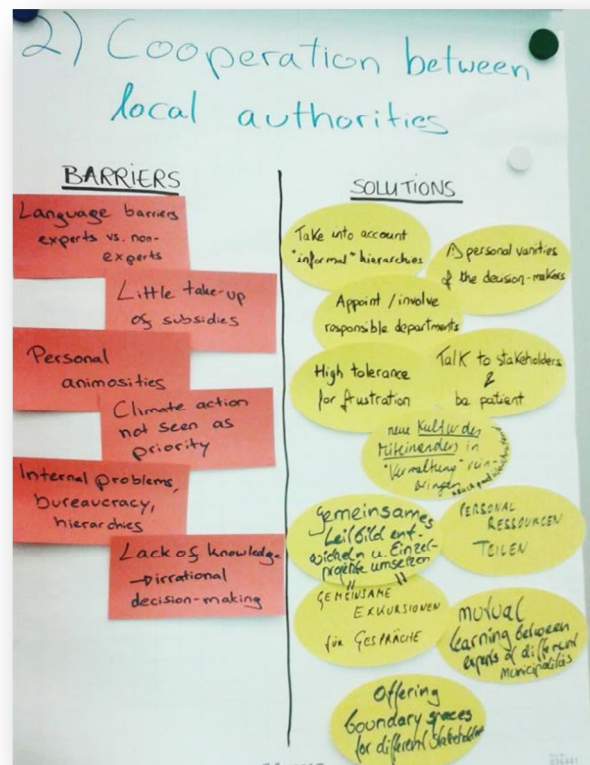 2) Cooperation between
local authorities
BARRIERS
Language barriers
experts vs. non-
experts
Little take-up
of subsidies
Personal
animosities
Climate action
not seen as
priority
Internal problems,
bureaucracy,
hierarchies
Lack of knowledge
→ irrational
decision-making
SOLUTIONS
Take into account
"informal" hierarchies
personal vanities
of the decision-makers
Appoint / involve
responsible departments
High tolerance
for frustration
Talk to stakeholders
&
be patient
neue Kultur des
Miteinanders in
"Verwaltung" rein-
bringen
gemeinsames
Leitbild ent-
wickeln u. Einzel-
projekte umsetzen
PERSONAL
RESSOURCEN
TEILEN
GEMEINSAME
EXKURSIONEN
für GESPRÄCHE
mutual
learning between
experts of different
municipalities
Offering
boundary spaces
for different stakeholders